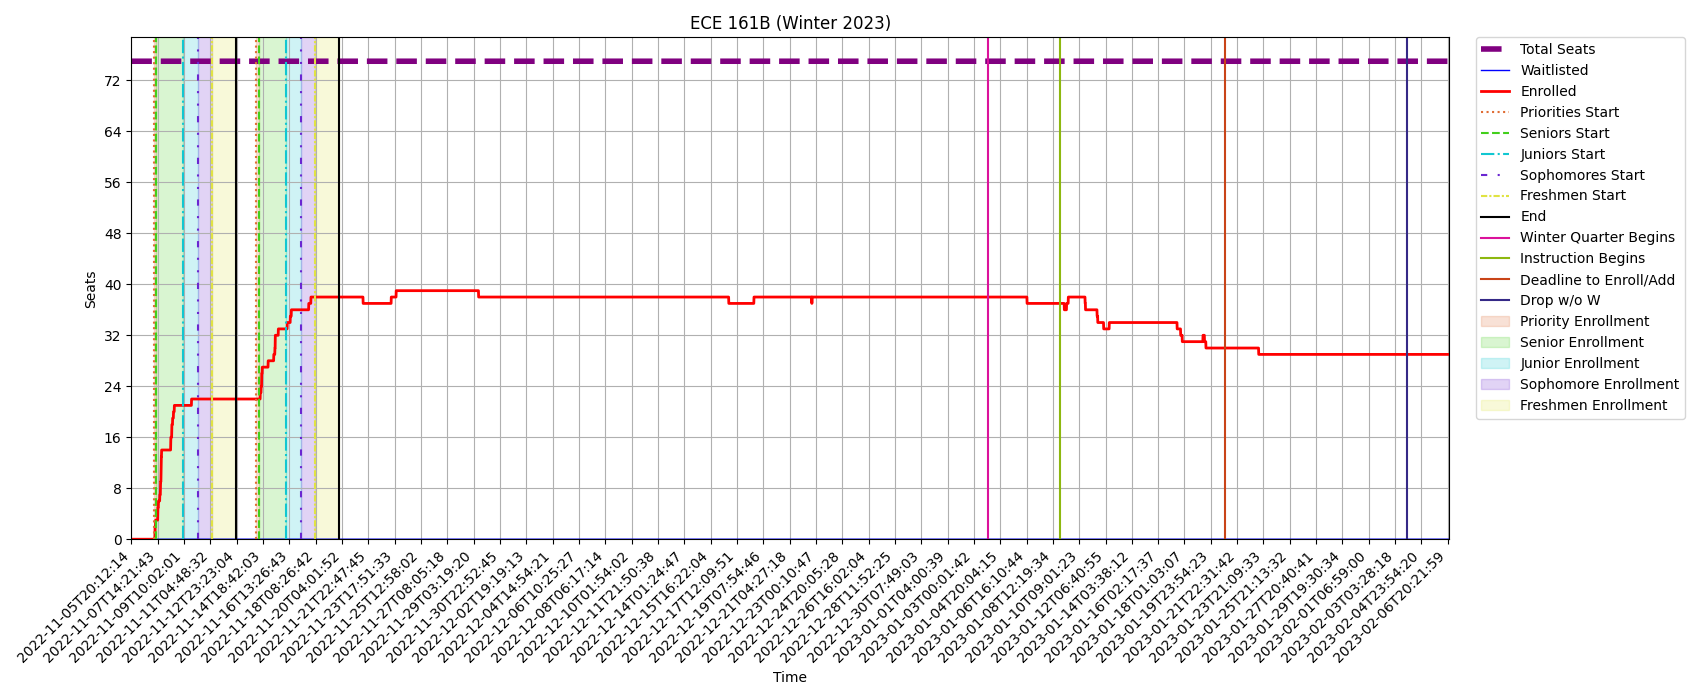 ECE 161B (Winter 2023)
Seats
72
64
56
48
40
32
24
16
8
0
2022-11-05T20:12:14
2022-11-07T14:21:43
2022-11-09T10:02:01
2022-11-11T04:48:32
2022-11-12T23:23:04
2022-11-14T18:42:03
2022-11-16T13:26:43
2022-11-18T08:26:42
2022-11-20T04:01:52
2022-11-21T22:47:45
2022-11-23T17:51:33
2022-11-25T12:58:02
2022-11-27T08:05:18
2022-11-29T03:19:20
2022-11-30T22:52:45
2022-12-02T19:19:13
2022-12-04T14:54:21
2022-12-06T10:25:27
2022-12-08T06:17:14
2022-12-10T01:54:02
2022-12-11T21:50:38
2022-12-14T01:24:47
2022-12-15T16:22:04
2022-12-17T12:09:51
2022-12-19T07:54:46
2022-12-21T04:27:18
2022-12-23T00:10:47
2022-12-24T20:05:28
2022-12-26T16:02:04
2022-12-28T11:52:25
2022-12-30T07:49:03
2023-01-01T04:00:39
2023-01-03T00:01:42
2023-01-04T20:04:15
2023-01-06T16:10:44
2023-01-08T12:19:34
2023-01-10T09:01:23
2023-01-12T06:40:55
2023-01-14T03:38:12
2023-01-16T02:17:37
2023-01-18T01:03:07
2023-01-19T23:54:23
2023-01-21T22:31:42
2023-01-23T21:09:33
2023-01-25T21:13:32
2023-01-27T20:40:41
2023-01-29T19:30:34
2023-02-01T06:59:00
2023-02-03T03:28:18
2023-02-04T23:54:20
2023-02-06T20:21:59
Time
Total Seats
Waitlisted
Enrolled
Priorities Start
Seniors Start
Juniors Start
Sophomores Start
Freshmen Start
End
Winter Quarter Begins
Instruction Begins
Deadline to Enroll/Add
Drop w/o W
Priority Enrollment
Senior Enrollment
Junior Enrollment
Sophomore Enrollment
Freshmen Enrollment